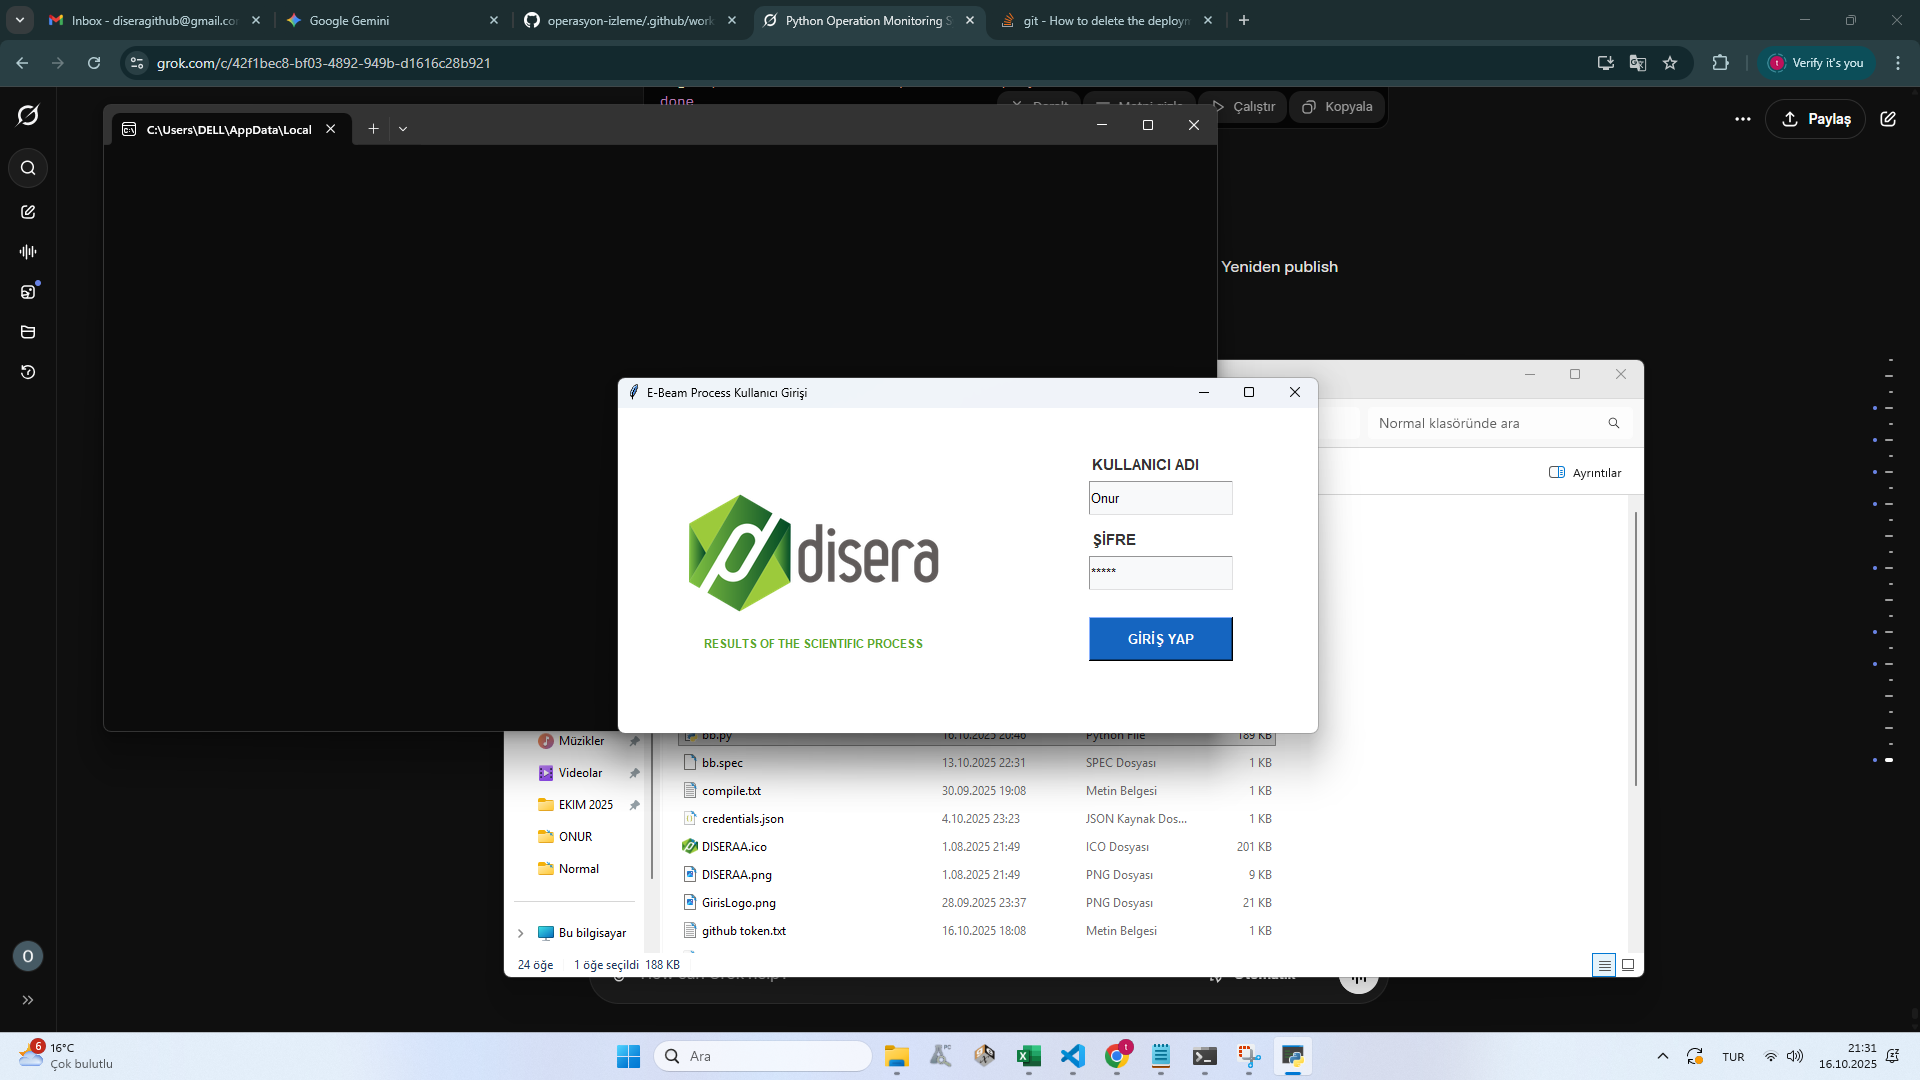 Inbox - diseragithub@gmail.co
Google Gemini
operasyon-izleme/.github/work
Python Operation Monitoring S
git - How to delete the deploym
grok.com/c/42f1bec8-bf03-4892-949b-d1616c28b921
Verify it's you
done
Çalıştır
Kopyala
Paylaş
C:\Users\DELL\AppData\Local
Yeniden publish
E-Beam Process Kullanıcı Girişi
Normal klasöründe ara
Ayrıntılar
KULLANICI ADI
Onur
ŞİFRE
*****
GİRİŞ YAP
disera
RESULTS OF THE SCIENTIFIC PROCESS
Müzikler
Videolar
EKIM 2025
ONUR
Normal
Bu bilgisayar
bb.py 16.10.2025 20:46 Python File 189 KB
bb.spec 13.10.2025 22:31 SPEC Dosyası 1 KB
compile.txt 30.09.2025 19:08 Metin Belgesi 1 KB
credentials.json 4.10.2025 23:23 JSON Kaynak Dos... 1 KB
DISERAA.ico 1.08.2025 21:49 ICO Dosyası 201 KB
DISERAA.png 1.08.2025 21:49 PNG Dosyası 9 KB
GirisLogo.png 28.09.2025 23:37 PNG Dosyası 21 KB
github token.txt 16.10.2025 18:08 Metin Belgesi 1 KB
24 öğe 1 öğe seçildi 188 KB
O
6
16°C
Çok bulutlu
Ara
t
TUR
21:31
16.10.2025